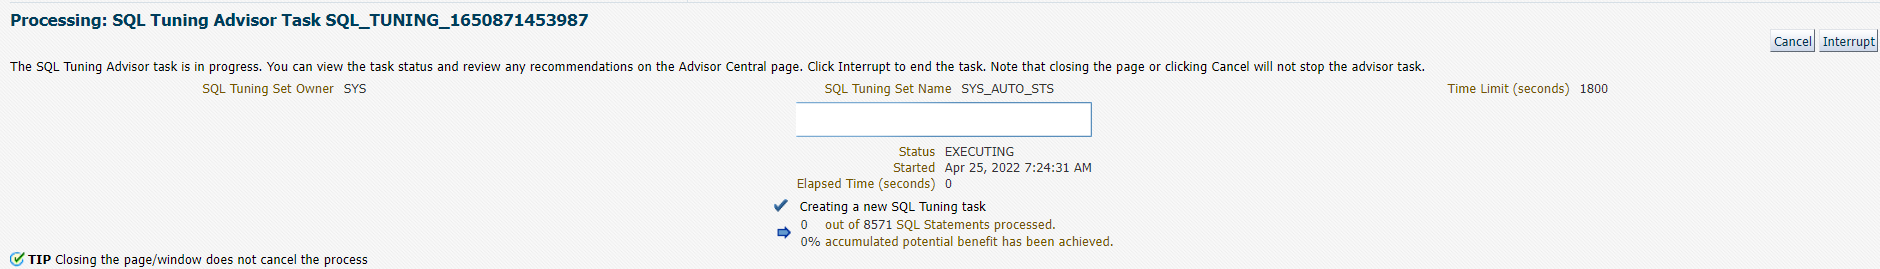 Processing: SQL Tuning Advisor Task SQL_TUNING_1650871453987
Cancel Interrupt
The SQL Tuning Advisor task is in progress. You can view the task status and review any recommendations on the Advisor Central page. Click Interrupt to end the task. Note that closing the page or clicking Cancel will not stop the advisor task.
SQL Tuning Set Owner SYS SQL Tuning Set Name SYS_AUTO_STS Time Limit (seconds) 1800
Status EXECUTING
Started Apr 25, 2022 7:24:31 AM
Elapsed Time (seconds) 0
Creating a new SQL Tuning task
0 out of 8571 SQL Statements processed.
0% accumulated potential benefit has been achieved.
TIP Closing the page/window does not cancel the process